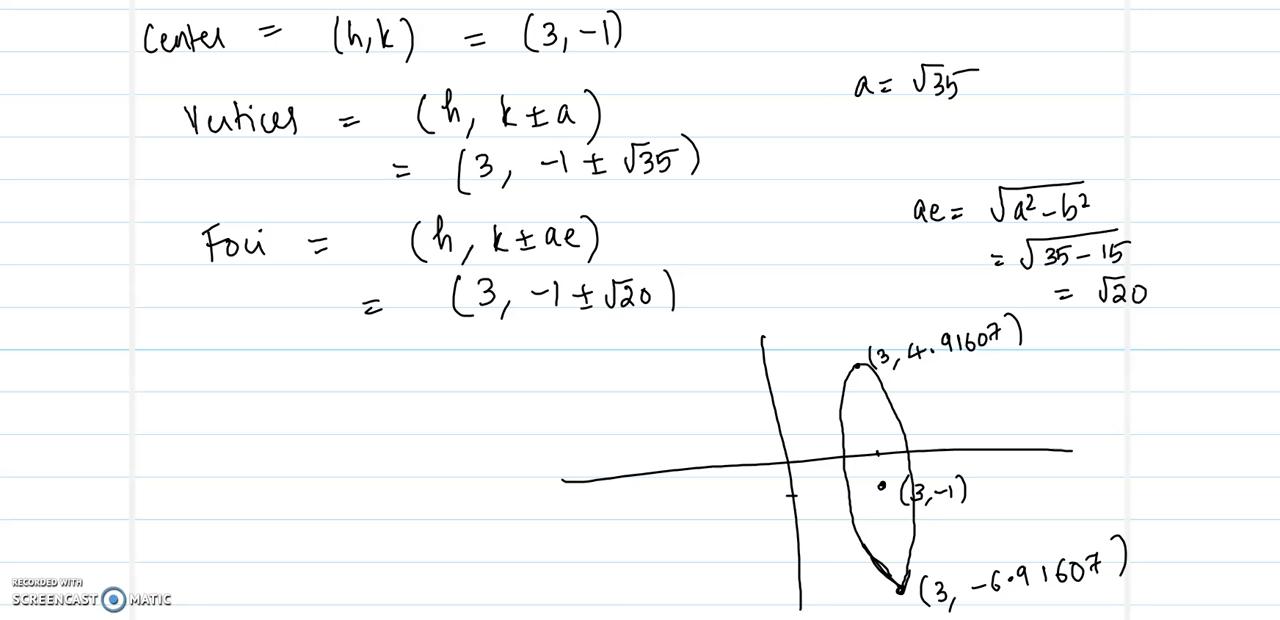 Center = (h,k) = (3,-1)
a = √35
Vertices = (h, k±a)
= (3, -1 ± √35)
ae = √a²-b²
= √35-15
= √20
Foci = (h, k±ae)
= (3, -1±√20)
(3, 4.91607)
(3,-1)
(3, -6.91607)
RECORDED WITH
SCREENCAST MATIC